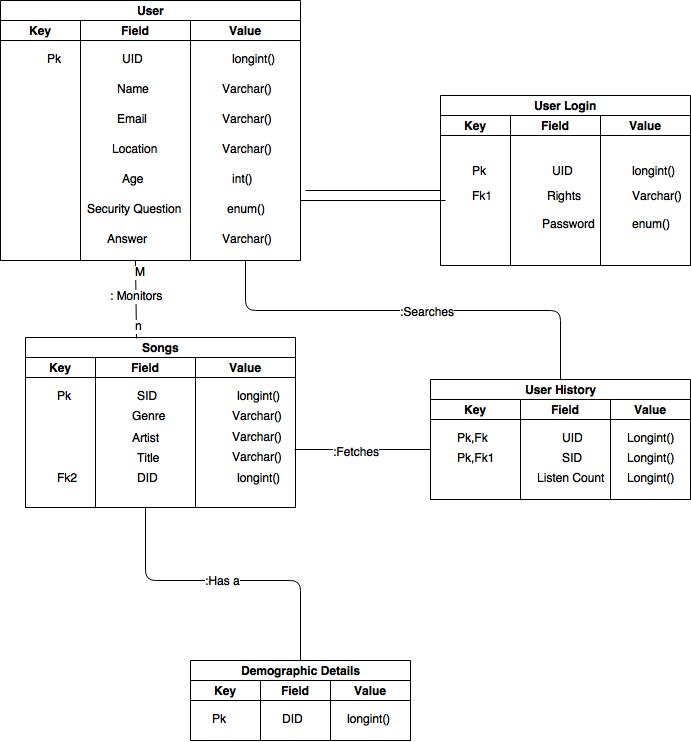 User
Key Field Value
Pk UID longint()
Name Varchar()
Email Varchar()
Location Varchar()
Age int()
Security Question enum()
Answer Varchar()
User Login
Key Field Value
Pk UID longint()
Fk1 Rights Varchar()
Password enum()
M
: Monitors
n
:Searches
Songs
Key Field Value
Pk SID longint()
Genre Varchar()
Artist Varchar()
Title Varchar()
Fk2 DID longint()
:Fetches
User History
Key Field Value
Pk,Fk UID Longint()
Pk,Fk1 SID Longint()
Listen Count Longint()
:Has a
Demographic Details
Key Field Value
Pk DID longint()